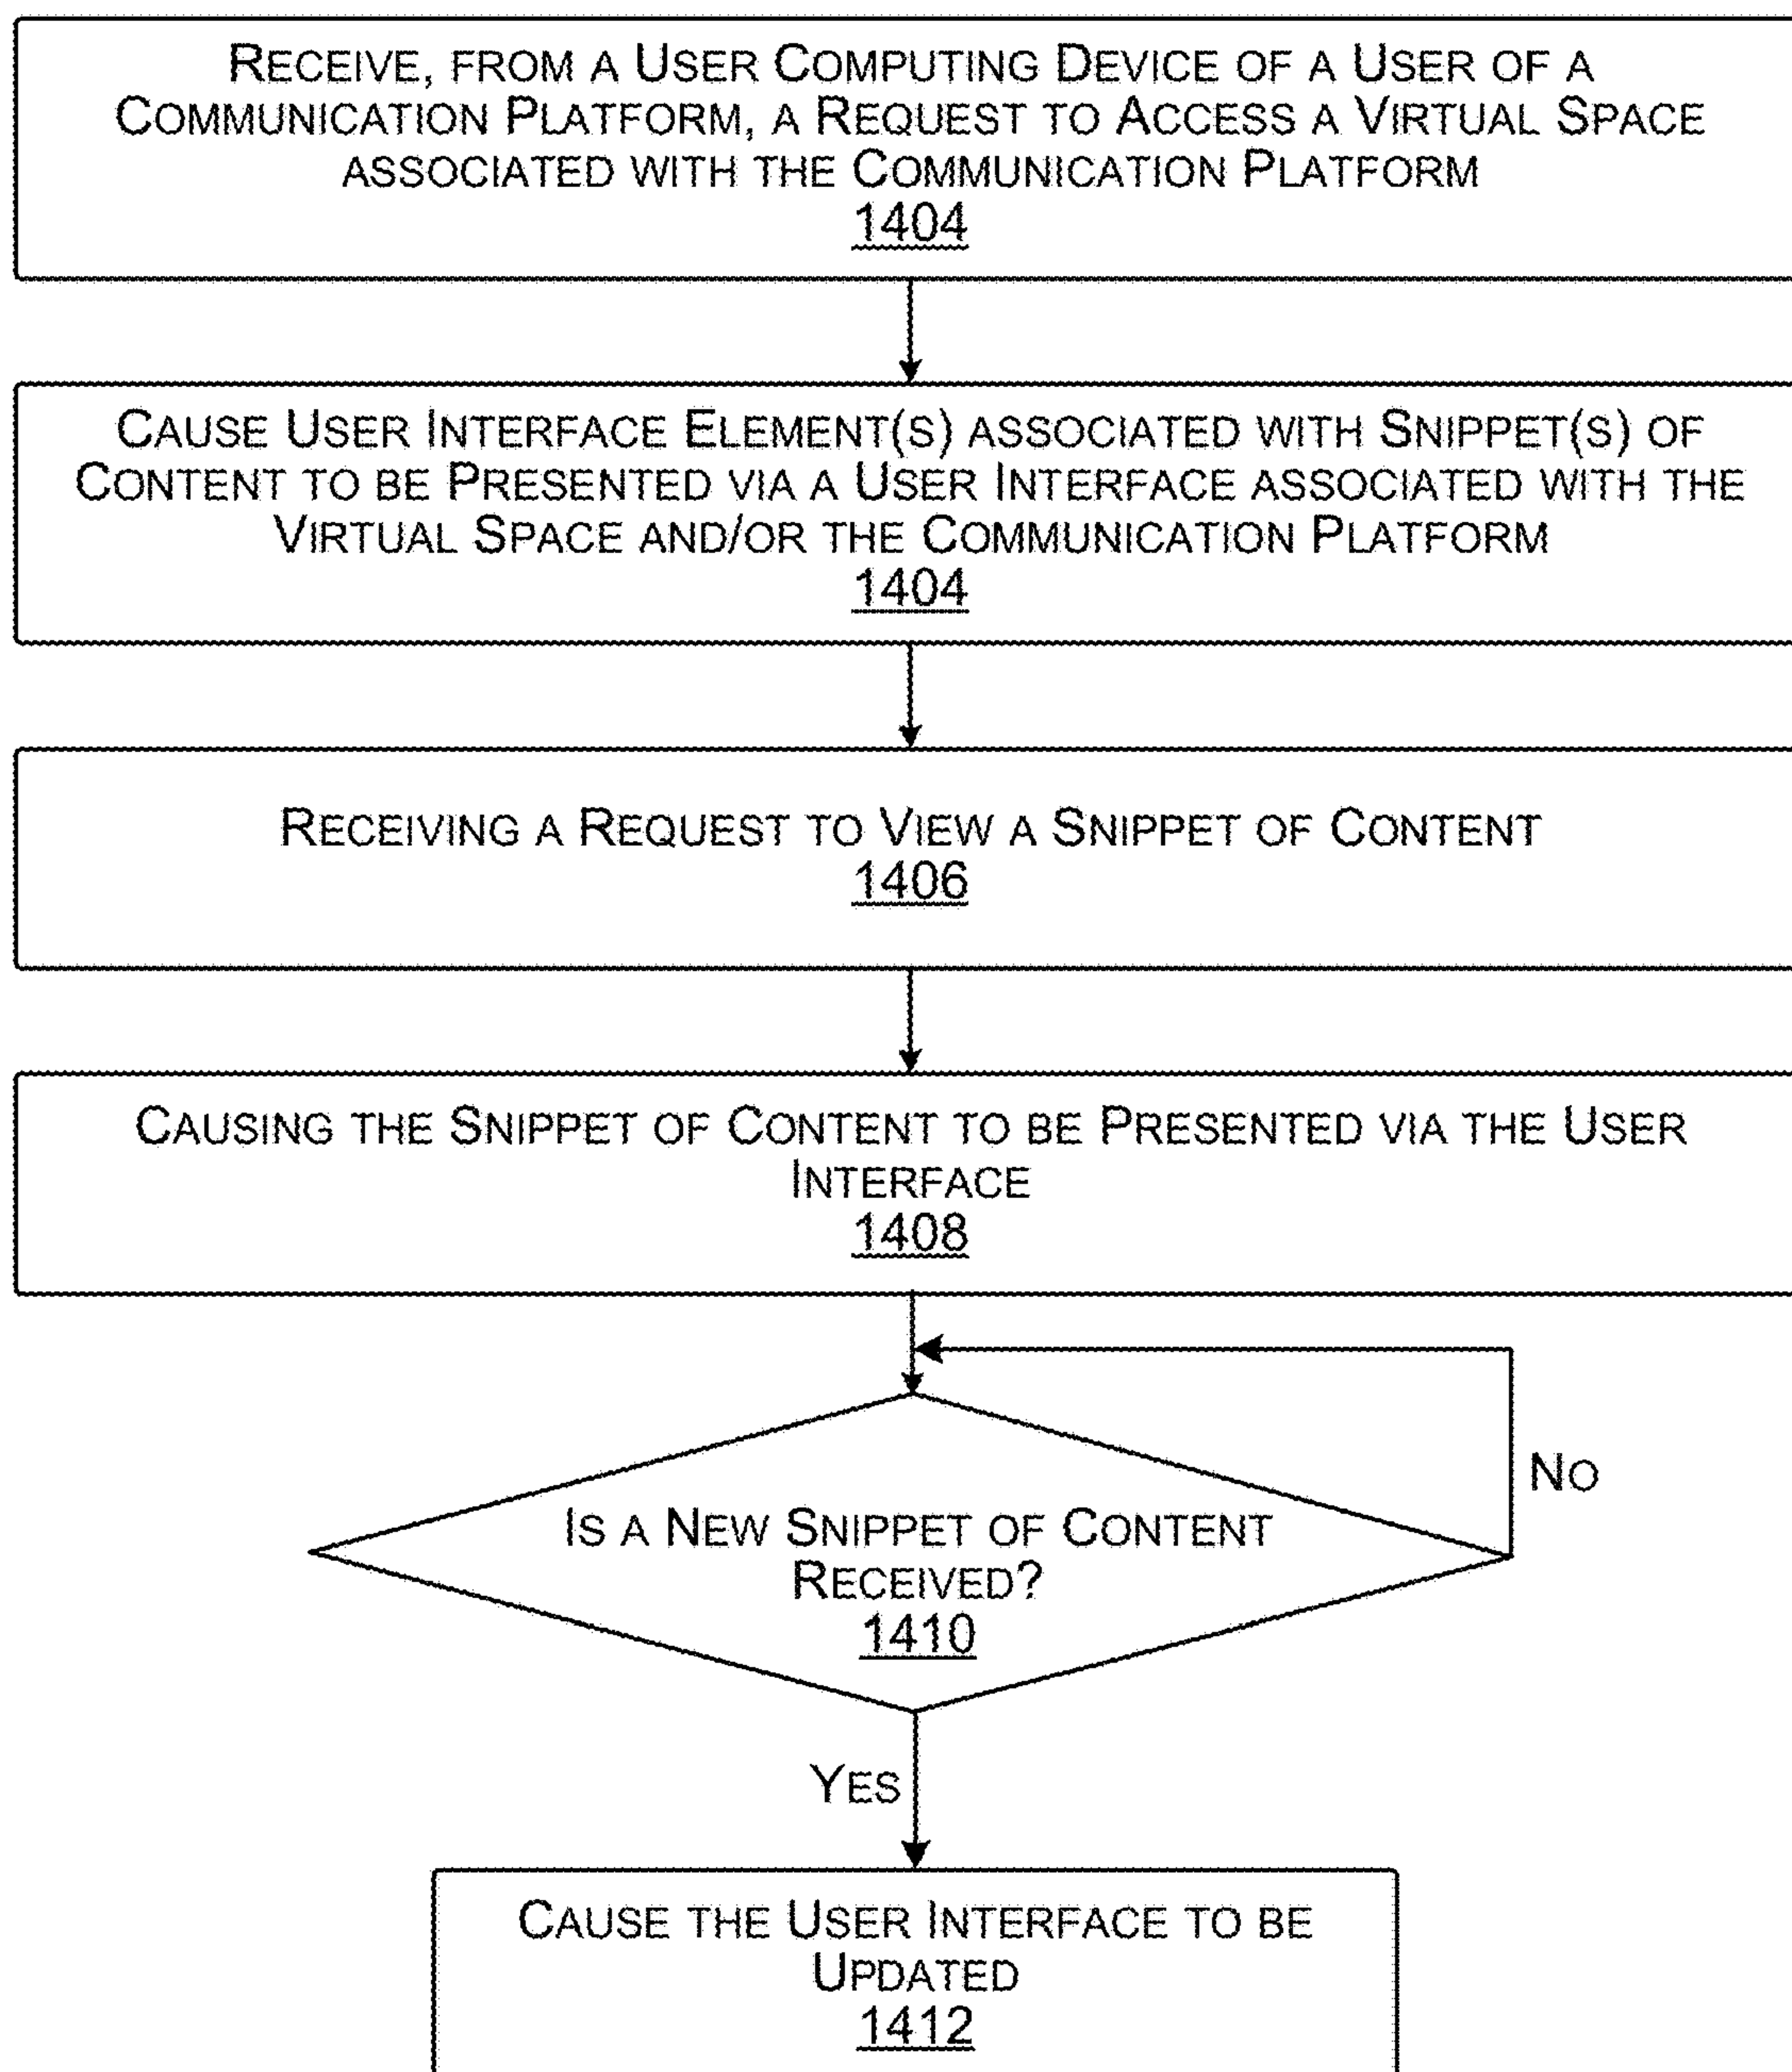 RECEIVE, FROM A USER COMPUTING DEVICE OF A USER OF A
COMMUNICATION PLATFORM, A REQUEST TO ACCESS A VIRTUAL SPACE
ASSOCIATED WITH THE COMMUNICATION PLATFORM
1404
CAUSE USER INTERFACE ELEMENT(S) ASSOCIATED WITH SNIPPET(S) OF
CONTENT TO BE PRESENTED VIA A USER INTERFACE ASSOCIATED WITH THE
VIRTUAL SPACE AND/OR THE COMMUNICATION PLATFORM
1404
RECEIVING A REQUEST TO VIEW A SNIPPET OF CONTENT
1406
CAUSING THE SNIPPET OF CONTENT TO BE PRESENTED VIA THE USER
INTERFACE
1408
NO
IS A NEW SNIPPET OF CONTENT
RECEIVED?
1410
YES
CAUSE THE USER INTERFACE TO BE
UPDATED
1412